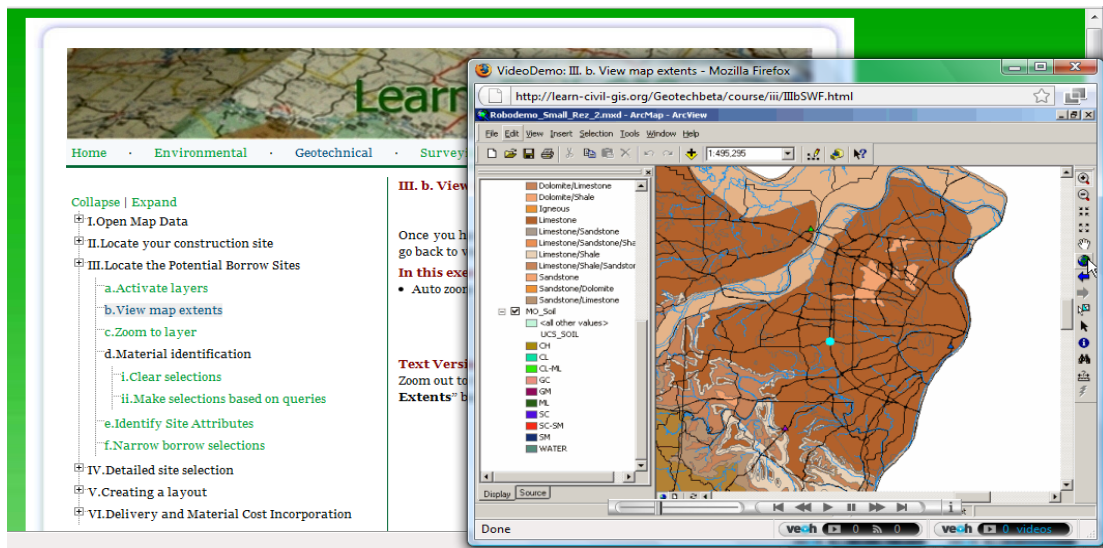 Learn
Home · Environmental · Geotechnical · Surveyi
Collapse | Expand
I.Open Map Data
II.Locate your construction site
III.Locate the Potential Borrow Sites
a.Activate layers
b.View map extents
c.Zoom to layer
d.Material identification
i.Clear selections
ii.Make selections based on queries
e.Identify Site Attributes
f.Narrow borrow selections
IV.Detailed site selection
V.Creating a layout
VI.Delivery and Material Cost Incorporation
III. b. View
Once you h
go back to v
In this exe
• Auto zoor
Text Versi
Zoom out to
Extents" b
VideoDemo: III. b. View map extents - Mozilla Firefox
http://learn-civil-gis.org/Geotechbeta/course/iii/IIIbSWF.html
Robodemo_Small_Rez_2.mxd - ArcMap - ArcView
File Edit View Insert Selection Tools Window Help
1:495,295
Dolomite/Limestone
Dolomite/Shale
Igneous
Limestone
Limestone/Sandstone
Limestone/Sandstone/Sha
Limestone/Shale
Limestone/Shale/Sandstor
Sandstone
Sandstone/Dolomite
Sandstone/Limestone
MO_Soil
<all other values>
UCS_SOIL
CH
CL
CL-ML
GC
GM
ML
SC
SC-SM
SM
WATER
Display Source
Done
veoh 0 0 veoh 0 videos